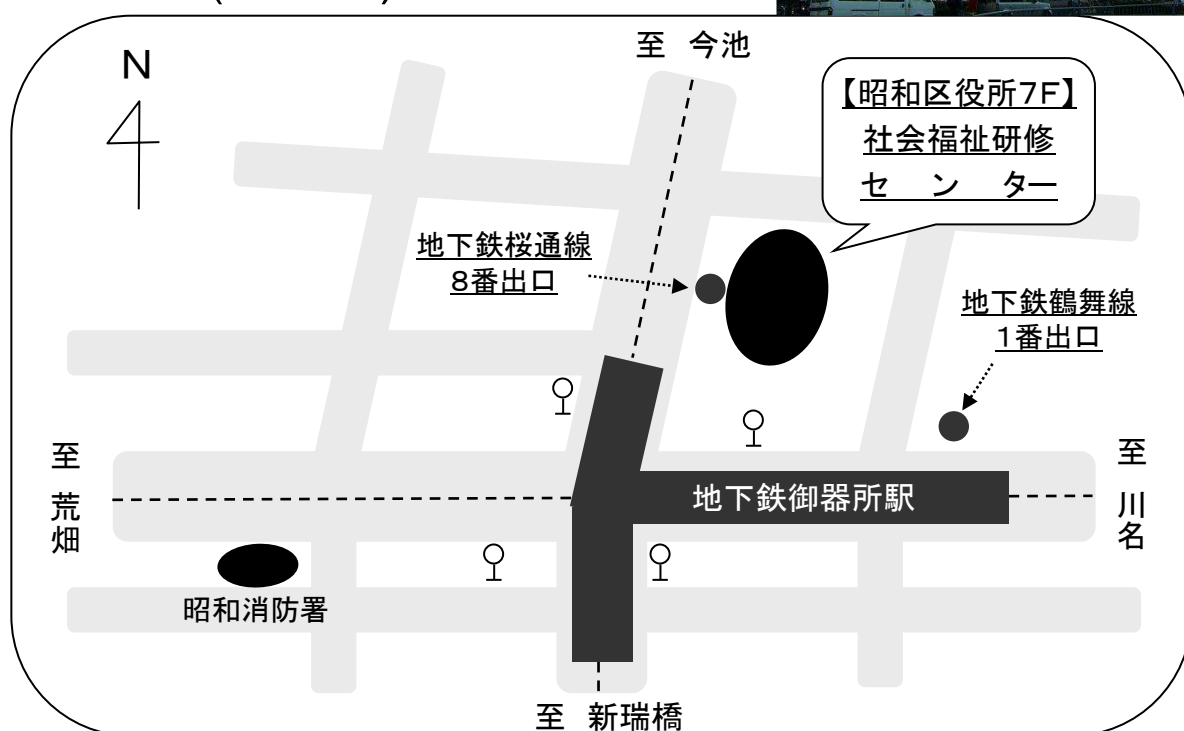 至 今池
N
【昭和区役所7F】
社会福祉研修
センター
地下鉄桜通線
8番出口
地下鉄鶴舞線
1番出口
至 荒畑
地下鉄御器所駅
至 川名
昭和消防署
至 新瑞橋